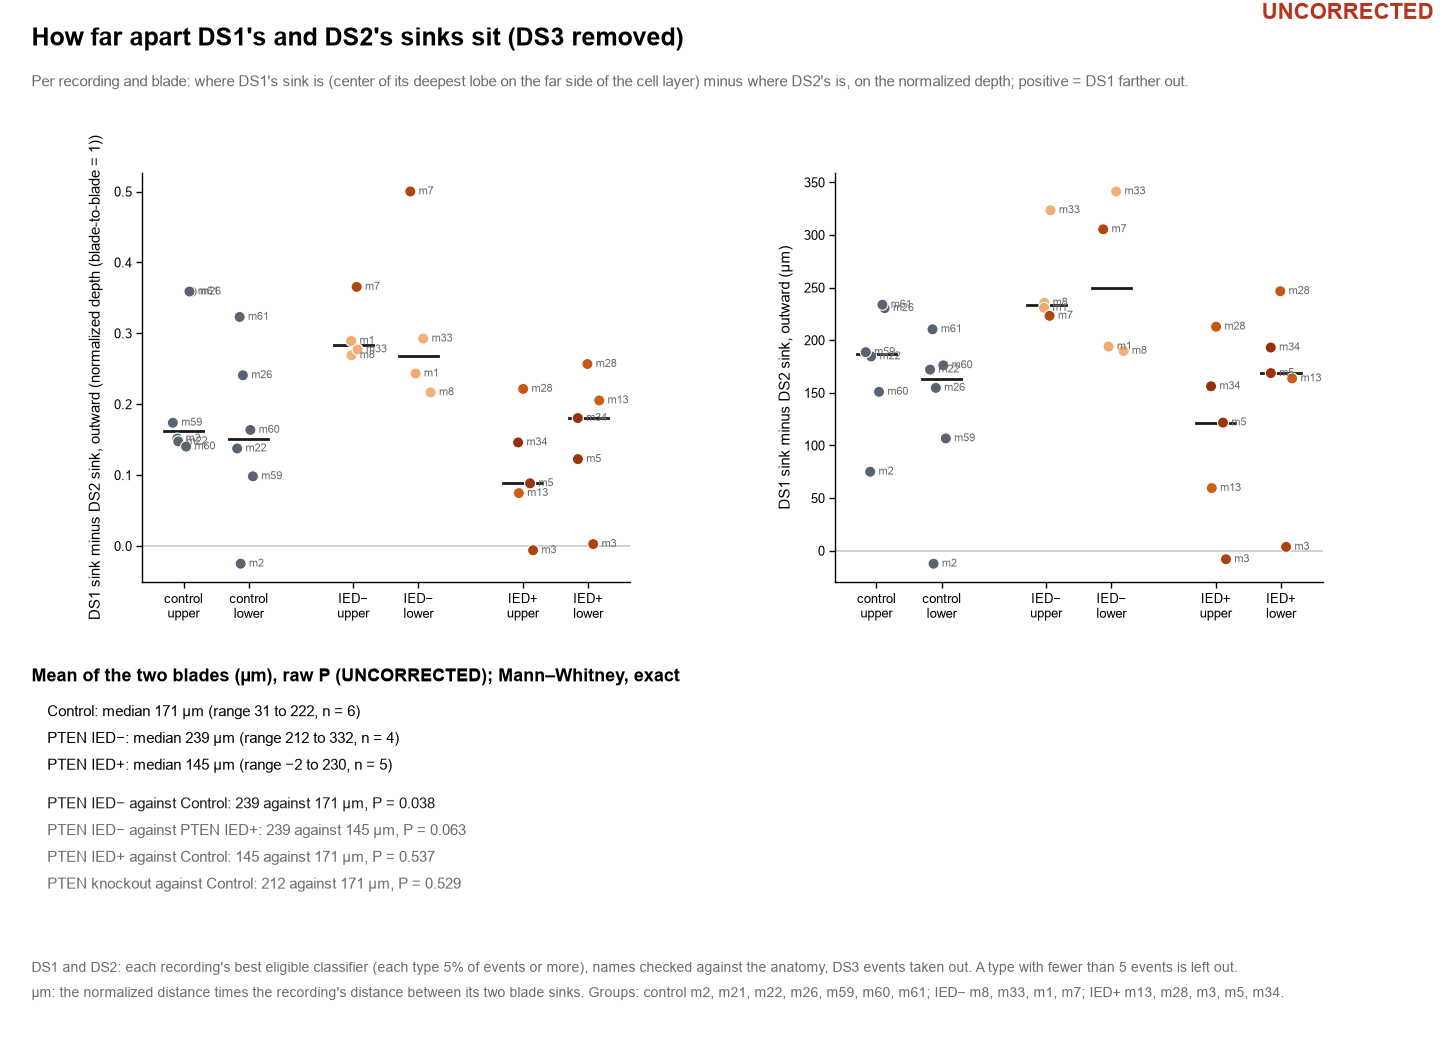 UNCORRECTED
How far apart DS1's and DS2's sinks sit (DS3 removed)
Per recording and blade: where DS1's sink is (center of its deepest lobe on the far side of the cell layer) minus where DS2's is, on the normalized depth; positive = DS1 farther out.
DS1 sink minus DS2 sink, outward (normalized depth (blade-to-blade = 1))
0.5
0.4
0.3
0.2
0.1
0.0
m26
m59
m22
m60
m61
m26
m60
m22
m59
m2
m7
m1
m33
m8
m7
m33
m1
m8
m28
m34
m5
m13
m3
m28
m13
m34
m5
m3
control
upper
control
lower
IED−
upper
IED−
lower
IED+
upper
IED+
lower
DS1 sink minus DS2 sink, outward (µm)
350
300
250
200
150
100
50
0
m61
m26
m59
m22
m60
m2
m61
m60
m22
m26
m59
m2
m33
m8
m7
m33
m7
m1
m8
m28
m34
m5
m13
m3
m28
m34
m5
m13
m3
control
upper
control
lower
IED−
upper
IED−
lower
IED+
upper
IED+
lower
Mean of the two blades (µm), raw P (UNCORRECTED); Mann–Whitney, exact
Control: median 171 µm (range 31 to 222, n = 6)
PTEN IED−: median 239 µm (range 212 to 332, n = 4)
PTEN IED+: median 145 µm (range −2 to 230, n = 5)
PTEN IED− against Control: 239 against 171 µm, P = 0.038
PTEN IED− against PTEN IED+: 239 against 145 µm, P = 0.063
PTEN IED+ against Control: 145 against 171 µm, P = 0.537
PTEN knockout against Control: 212 against 171 µm, P = 0.529
DS1 and DS2: each recording's best eligible classifier (each type 5% of events or more), names checked against the anatomy, DS3 events taken out. A type with fewer than 5 events is left out.
µm: the normalized distance times the recording's distance between its two blade sinks. Groups: control m2, m21, m22, m26, m59, m60, m61; IED− m8, m33, m1, m7; IED+ m13, m28, m3, m5, m34.